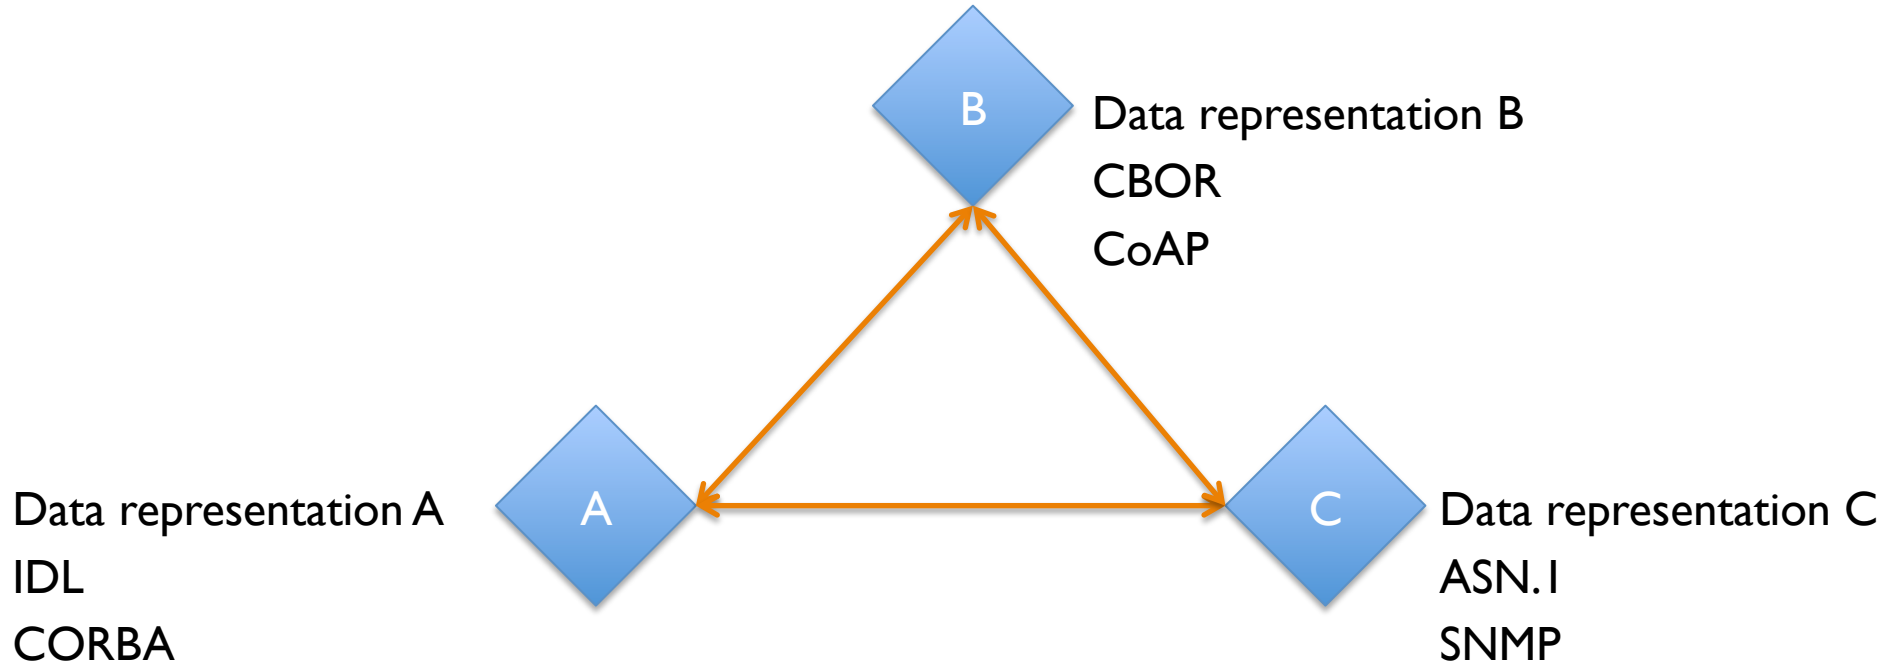 B
Data representation B
CBOR
CoAP
A
Data representation A
IDL
CORBA
C
Data representation C
ASN.1
SNMP